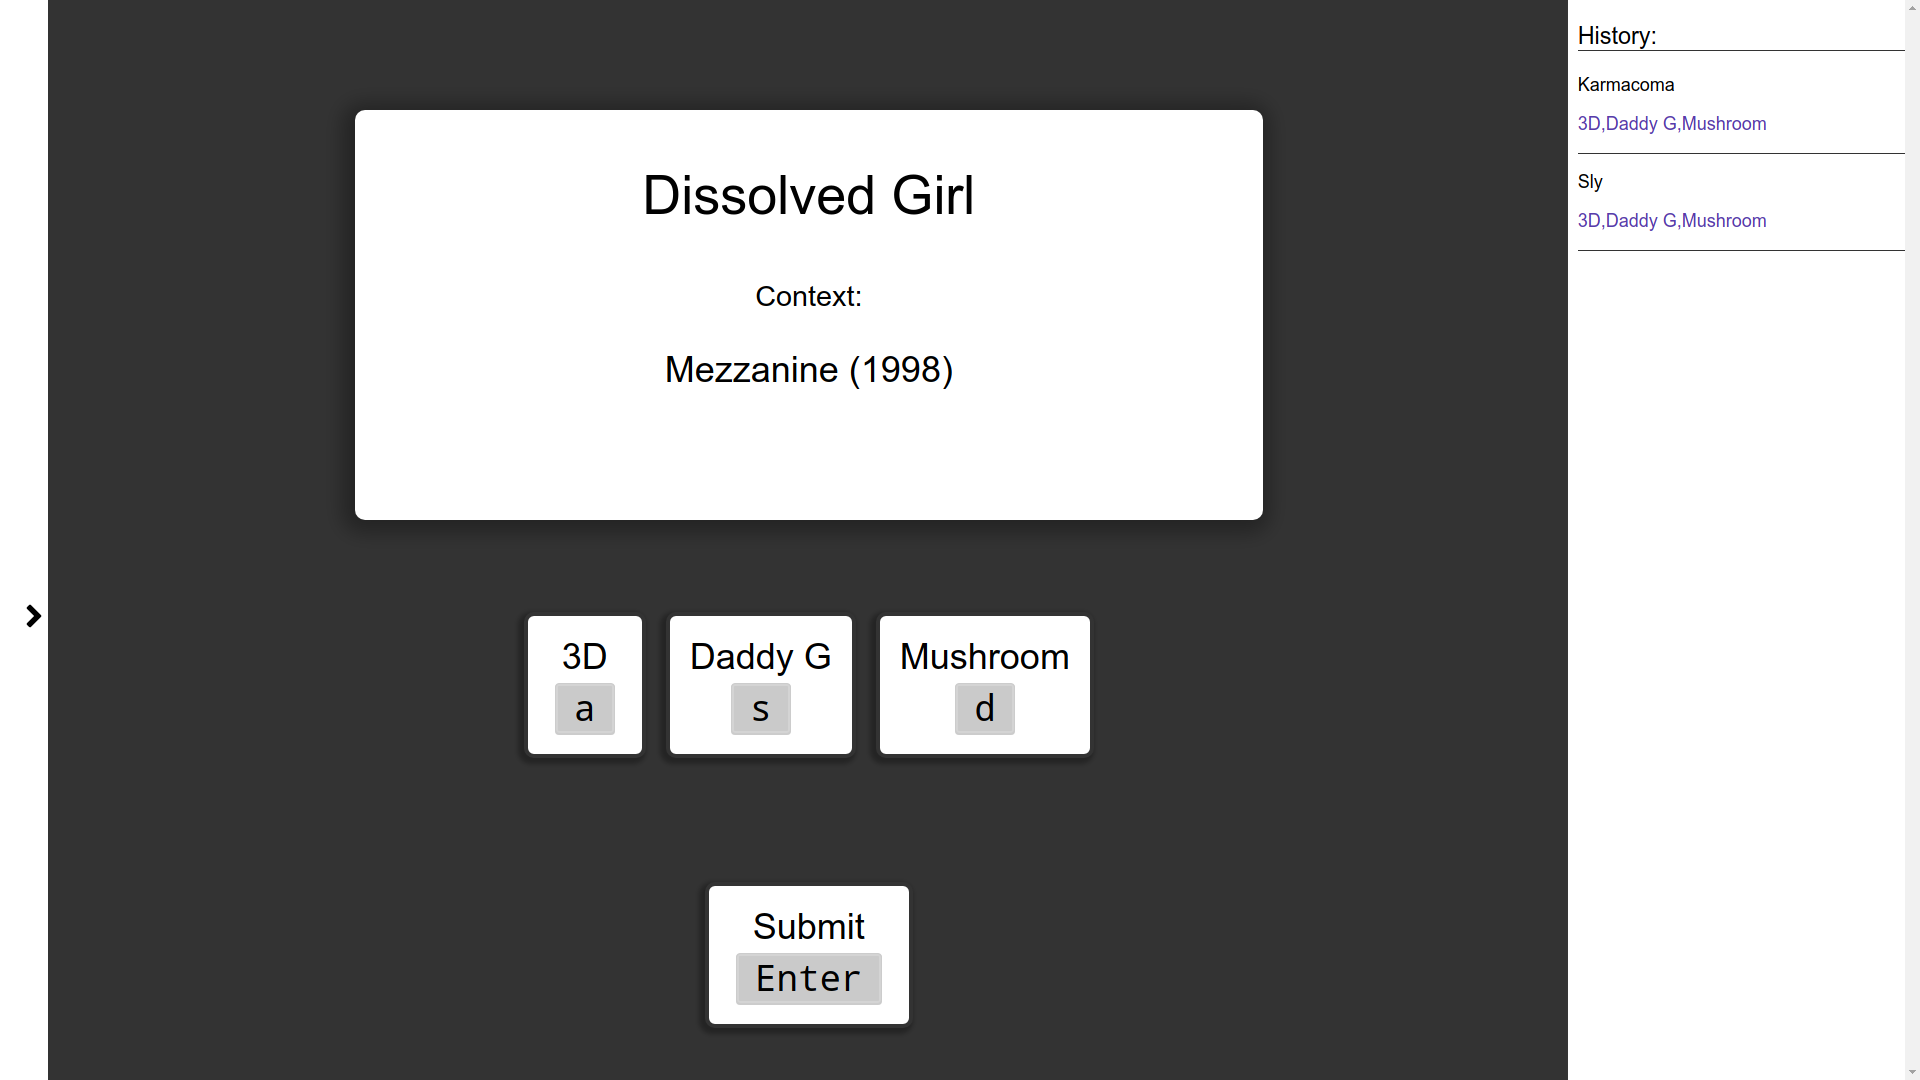 Dissolved Girl
Context:
Mezzanine (1998)
3D
a
Daddy G
s
Mushroom
d
Submit
Enter
History:
Karmacoma
3D,Daddy G,Mushroom
Sly
3D,Daddy G,Mushroom